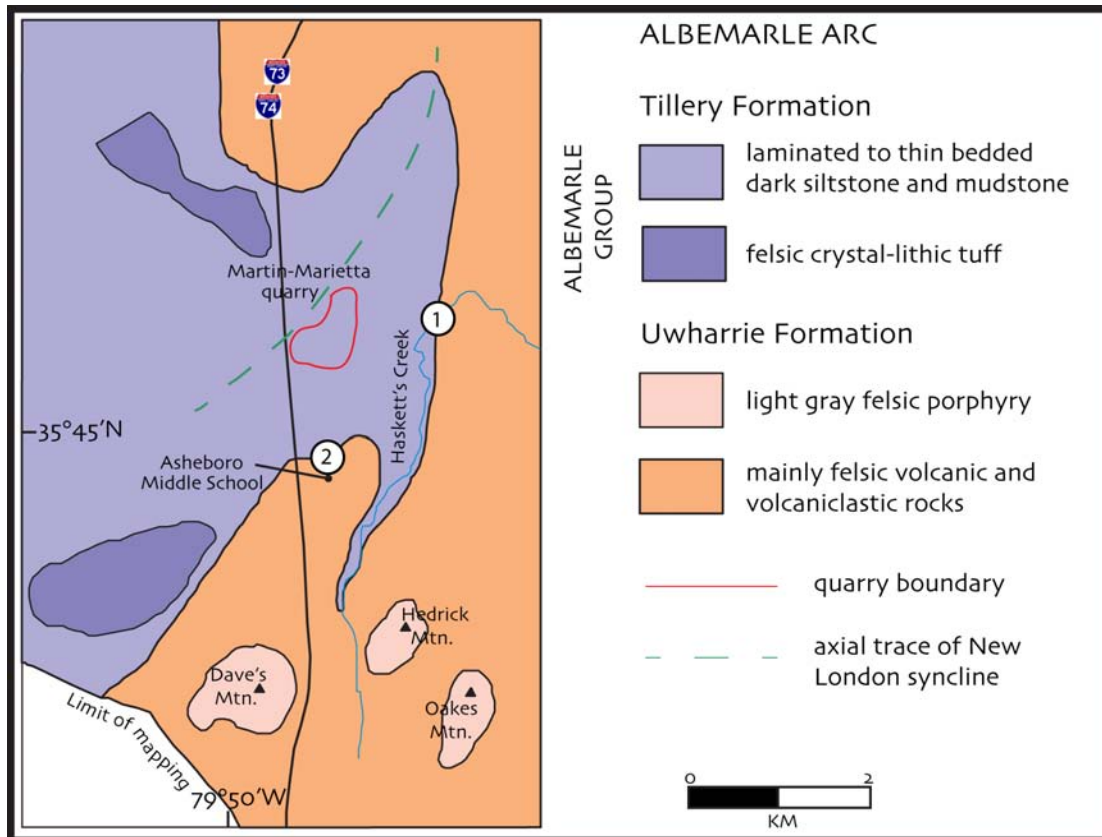 73
74
Martin-Marietta
quarry
1
Haskett's Creek
35°45'N
2
Asheboro
Middle School
Hedrick
Mtn.
Dave's
Mtn.
Oakes
Mtn.
Limit of mapping
79°50'W
ALBEMARLE ARC
Tillery Formation
ALBEMARLE
GROUP
laminated to thin bedded
dark siltstone and mudstone
felsic crystal-lithic tuff
Uwharrie Formation
light gray felsic porphyry
mainly felsic volcanic and
volcaniclastic rocks
quarry boundary
axial trace of New
London syncline
0 2
KM